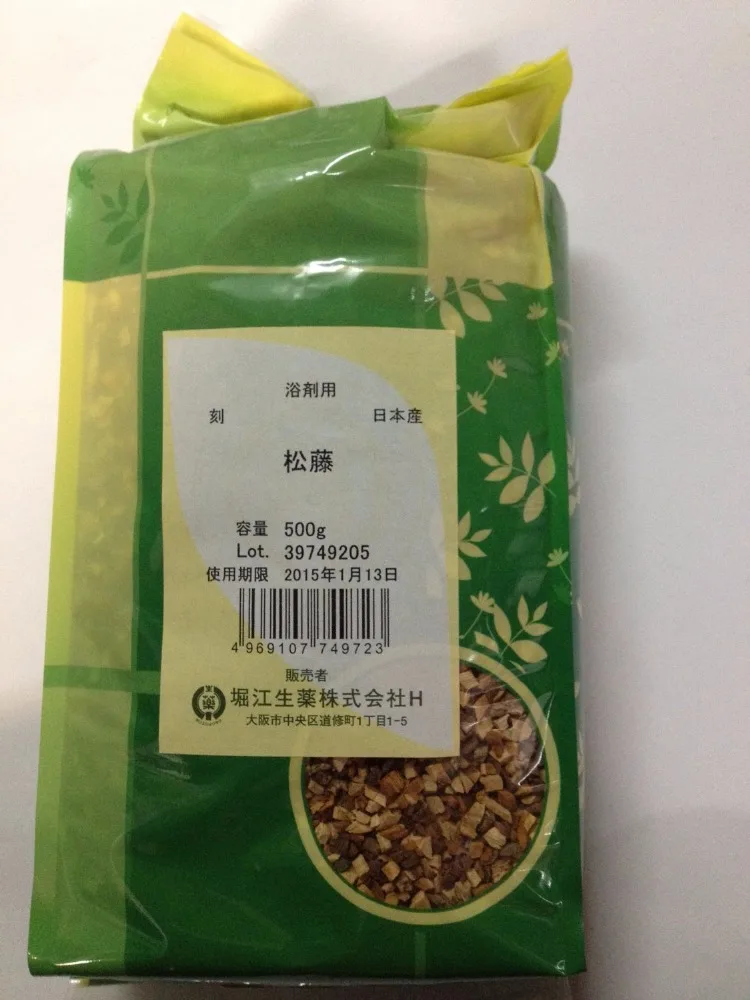 浴剤用
刻 日本産
松藤
容量 500g
Lot. 39749205
使用期限 2015年1月13日
4 969107 749723
販売者
堀江生薬株式会社H
大阪市中央区道修町1丁目1-5